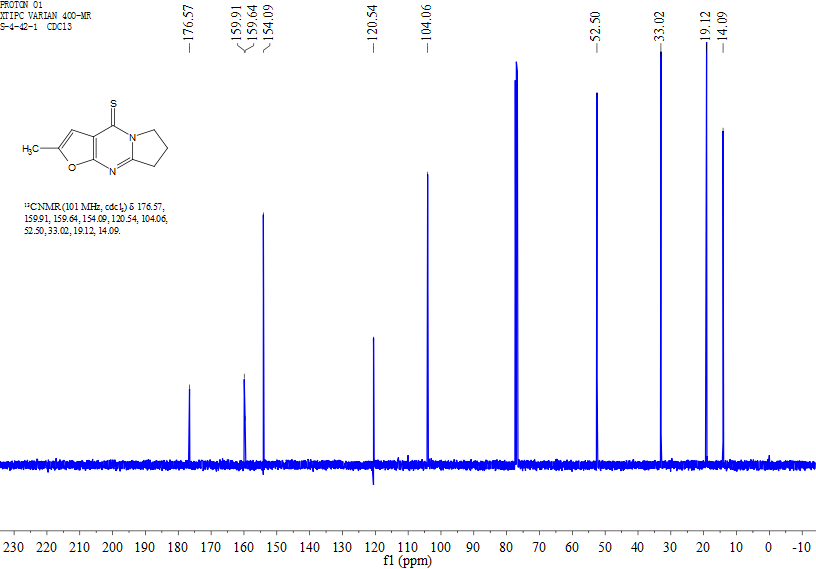 PROTON 01
XTIPC VARIAN 400-MR
S-4-42-1 CDCl3
176.57
159.91
159.64
154.09
120.54
104.06
52.50
33.02
19.12
14.09
S
N
H₃C
O
N
¹³CNMR (101 MHz, cdcl₃) δ 176.57,
159.91, 159.64, 154.09, 120.54, 104.06,
52.50, 33.02, 19.12, 14.09.
230 220 210 200 190 180 170 160 150 140 130 120 110 100 90 80 70 60 50 40 30 20 10 0 -10
f1 (ppm)